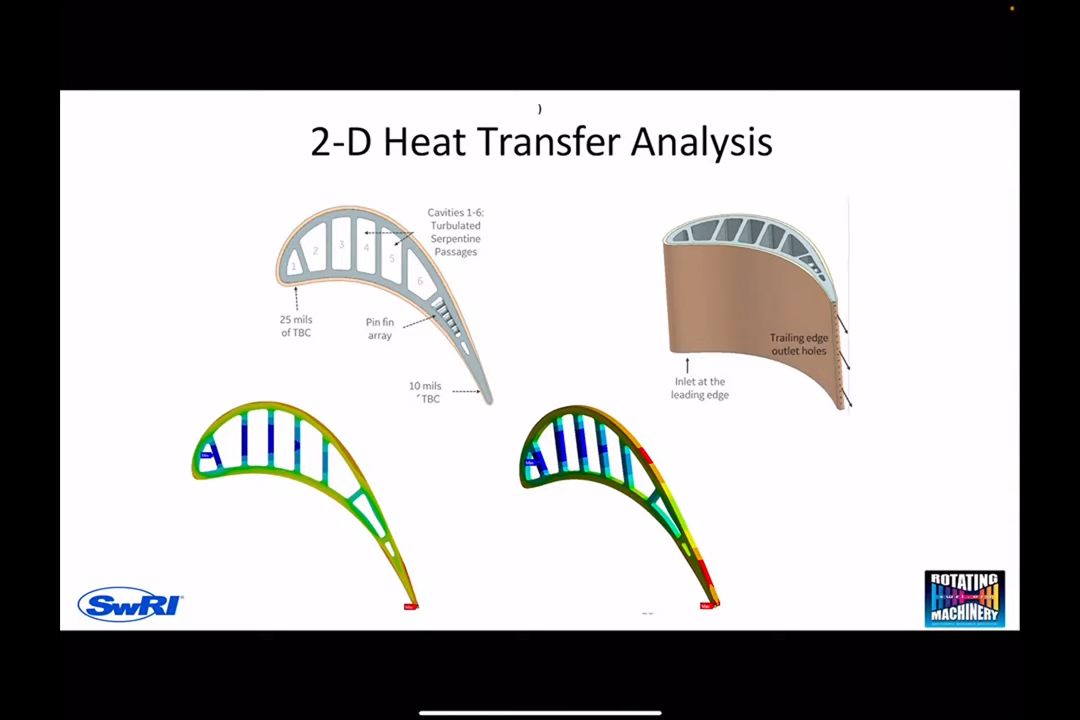 )
2-D Heat Transfer Analysis
Cavities 1-6:
Turbulated
Serpentine
Passages
1
2
3
4
5
6
25 mils
of TBC
Pin fin
array
10 mils
TBC
Trailing edge
outlet holes
Inlet at the
leading edge
SwRI
ROTATING
MACHINERY